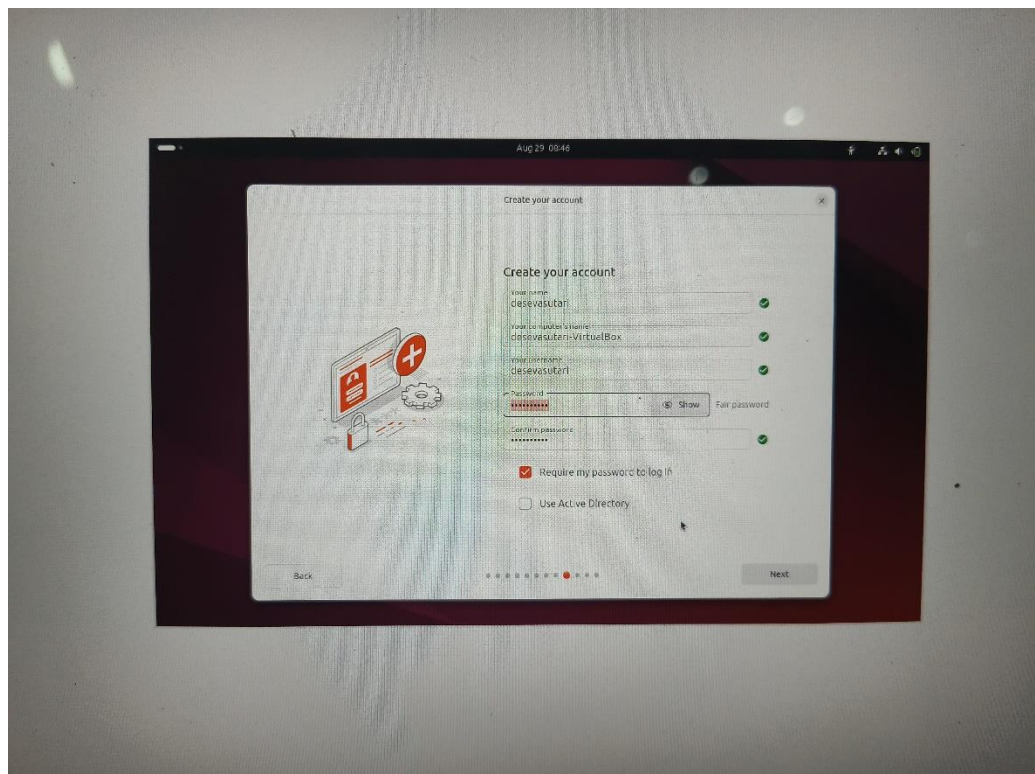 Aug 29 08:46
Create your account
Create your account
Your name
desevasutari
Your computer's name
desevasutari-VirtualBox
Your username
desevasutari
Password
•••••••••• Show Fair password
Confirm password
••••••••••
Require my password to log in
Use Active Directory
Back Next